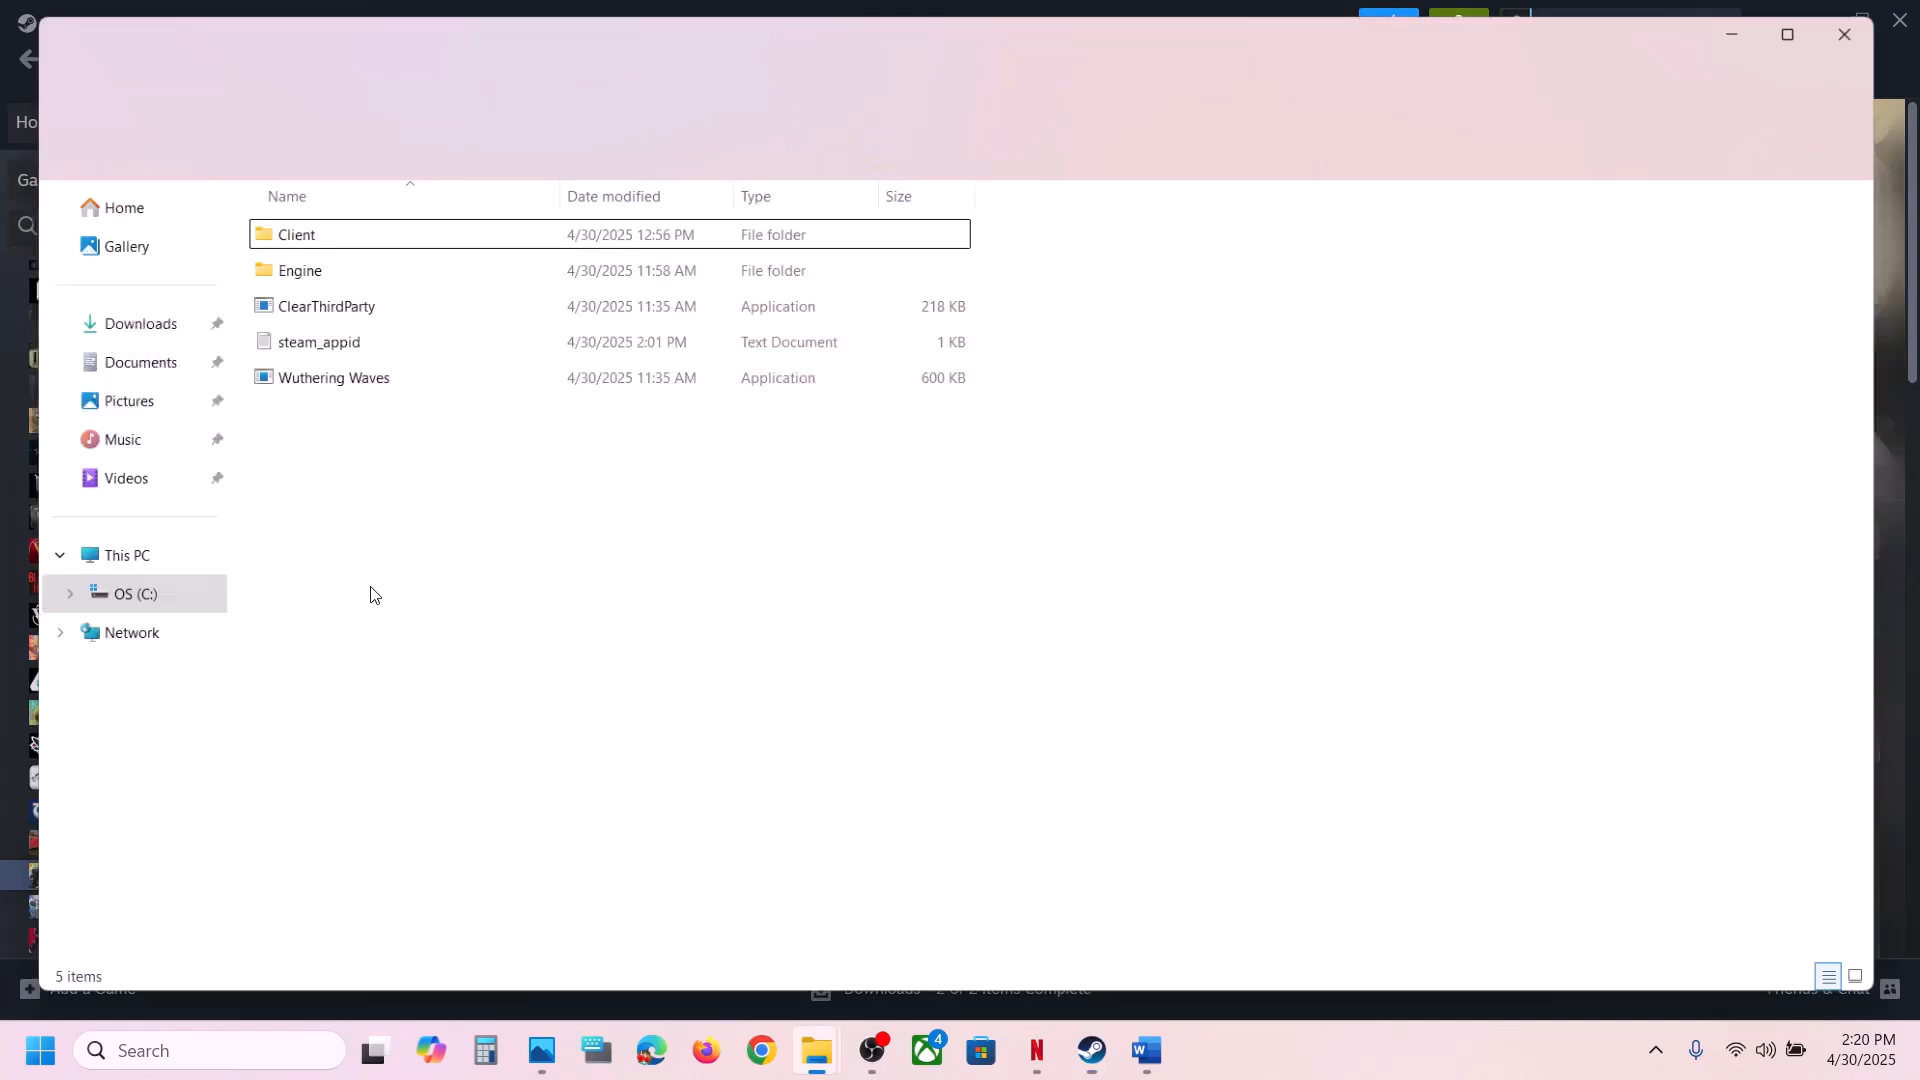 Ho
Ga
Home
Gallery
Downloads
Documents
Pictures
Music
Videos
This PC
OS (C:)
Network
Name Date modified Type Size
Client 4/30/2025 12:56 PM File folder
Engine 4/30/2025 11:58 AM File folder
ClearThirdParty 4/30/2025 11:35 AM Application 218 KB
steam_appid 4/30/2025 2:01 PM Text Document 1 KB
Wuthering Waves 4/30/2025 11:35 AM Application 600 KB
5 items
Search
4
2:20 PM
4/30/2025